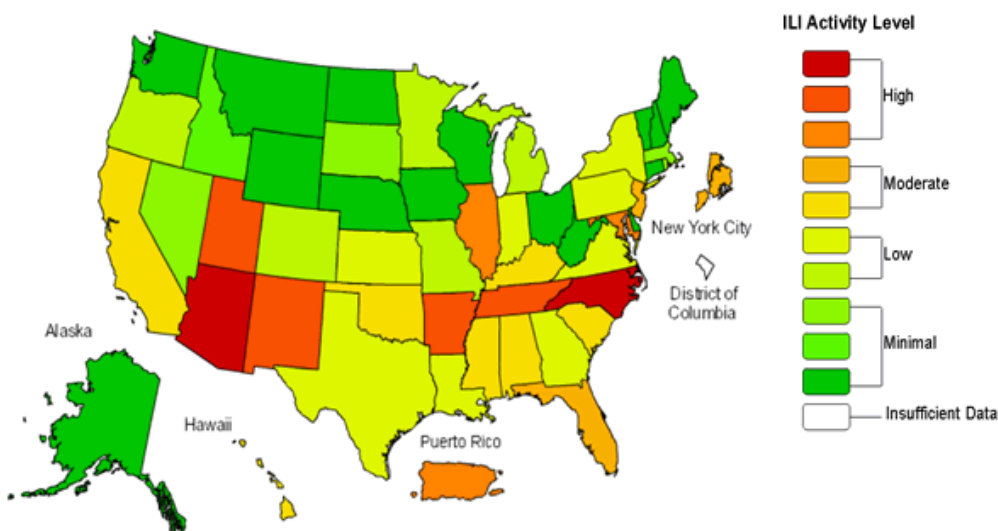 ILI Activity Level
High
Moderate
Low
Minimal
Insufficient Data
New York City
District of
Columbia
Alaska
Hawaii
Puerto Rico